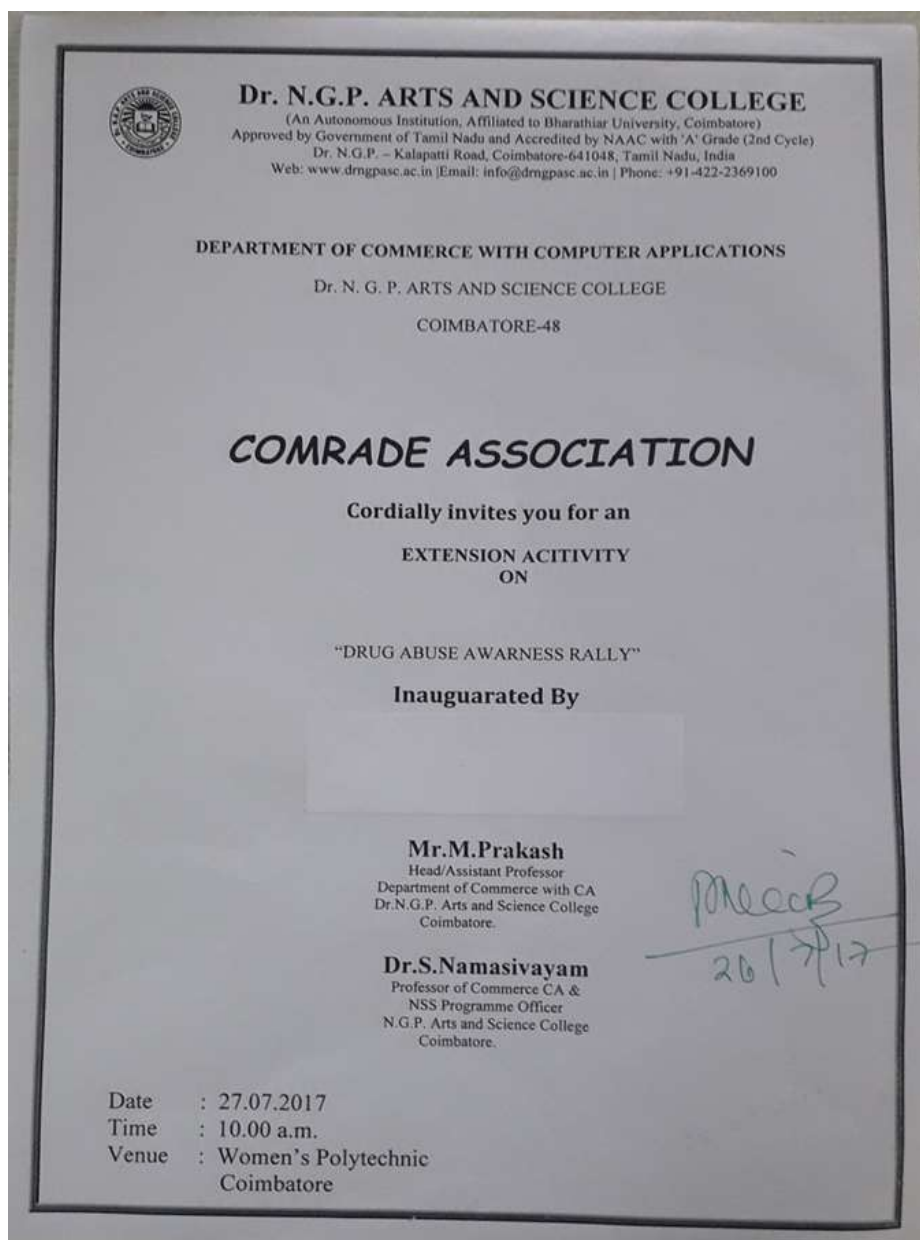 Dr. N.G.P. ARTS AND SCIENCE COLLEGE
(An Autonomous Institution, Affiliated to Bharathiar University, Coimbatore)
Approved by Government of Tamil Nadu and Accredited by NAAC with 'A' Grade (2nd Cycle)
Dr. N.G.P. – Kalapatti Road, Coimbatore-641048, Tamil Nadu, India
Web: www.drngpasc.ac.in |Email: info@drngpasc.ac.in | Phone: +91-422-2369100
DEPARTMENT OF COMMERCE WITH COMPUTER APPLICATIONS
Dr. N. G. P. ARTS AND SCIENCE COLLEGE
COIMBATORE-48
COMRADE ASSOCIATION
Cordially invites you for an
EXTENSION ACITIVITY
ON
“DRUG ABUSE AWARNESS RALLY”
Inauguarated By
Mr.M.Prakash
Head/Assistant Professor
Department of Commerce with CA
Dr.N.G.P. Arts and Science College
Coimbatore.
Dr.S.Namasivayam
Professor of Commerce CA &
NSS Programme Officer
N.G.P. Arts and Science College
Coimbatore.
26/7/17
Date : 27.07.2017
Time : 10.00 a.m.
Venue : Women's Polytechnic
Coimbatore